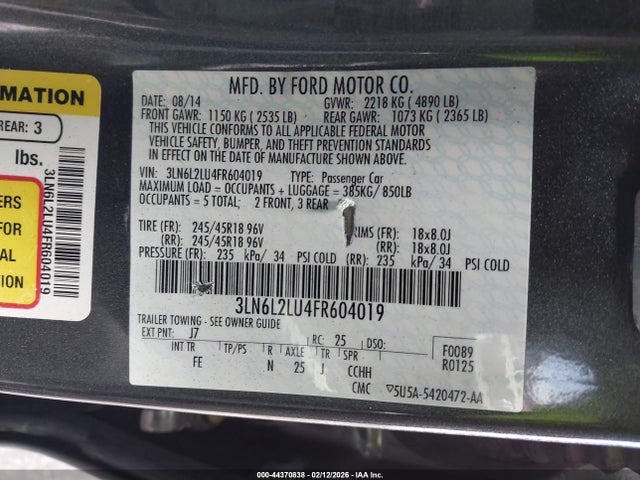 MFD. BY FORD MOTOR CO.
DATE: 08/14 GVWR: 2218 KG ( 4890 LB)
FRONT GAWR: 1150 KG ( 2535 LB) REAR GAWR: 1073 KG ( 2365 LB)
THIS VEHICLE CONFORMS TO ALL APPLICABLE FEDERAL MOTOR
VEHICLE SAFETY, BUMPER, AND THEFT PREVENTION STANDARDS
IN EFFECT ON THE DATE OF MANUFACTURE SHOWN ABOVE.
VIN: 3LN6L2LU4FR604019 TYPE: Passenger Car
MAXIMUM LOAD = OCCUPANTS + LUGGAGE = 385KG/ 850LB
OCCUPANTS = 5 TOTAL; 2 FRONT, 3 REAR
TIRE (FR): 245/45R18 96V RIMS (FR): 18x8.0J
(RR): 245/45R18 96V (RR): 18x8.0J
PRESSURE (FR): 235 kPa/ 34 PSI COLD (RR): 235 kPa/ 34 PSI COLD
3LN6L2LU4FR604019
TRAILER TOWING - SEE OWNER GUIDE
EXT PNT: J7 RC: 25 DSO:
INT TR TP/PS R AXLE TR SPR
FE N 25 J CCHH
F0089
R0125
CMC ▽5U5A-5420472-AA
RMATION
REAR: 3
lbs.
ERS
FOR
AL
N
3LN6L2LU4FR604019
000-44370838 - 02/12/2026 - IAA Inc.